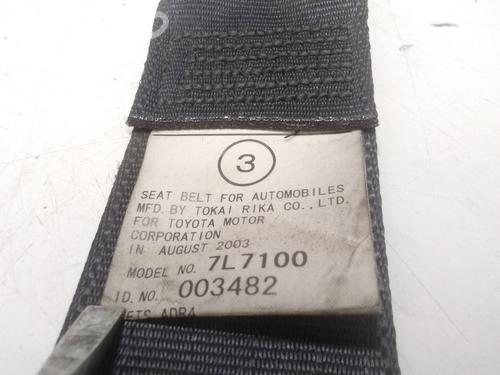 3
SEAT BELT FOR AUTOMOBILES
MFD. BY TOKAI RIKA CO., LTD.
FOR TOYOTA MOTOR
CORPORATION
IN AUGUST 2003
MODEL NO. 7L7100
ID. NO. 003482
ADR4